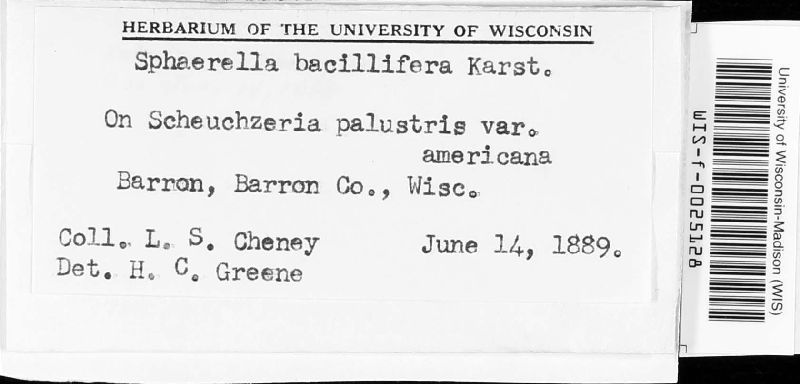 HERBARIUM OF THE UNIVERSITY OF WISCONSIN
Sphaerella bacillifera Karst.
On Scheuchzeria palustris var.
americana
Barron, Barron Co., Wisc.
Coll. L. S. Cheney June 14, 1889.
Det. H. C. Greene
University of Wisconsin-Madison (WIS)
WIS-f-0025128